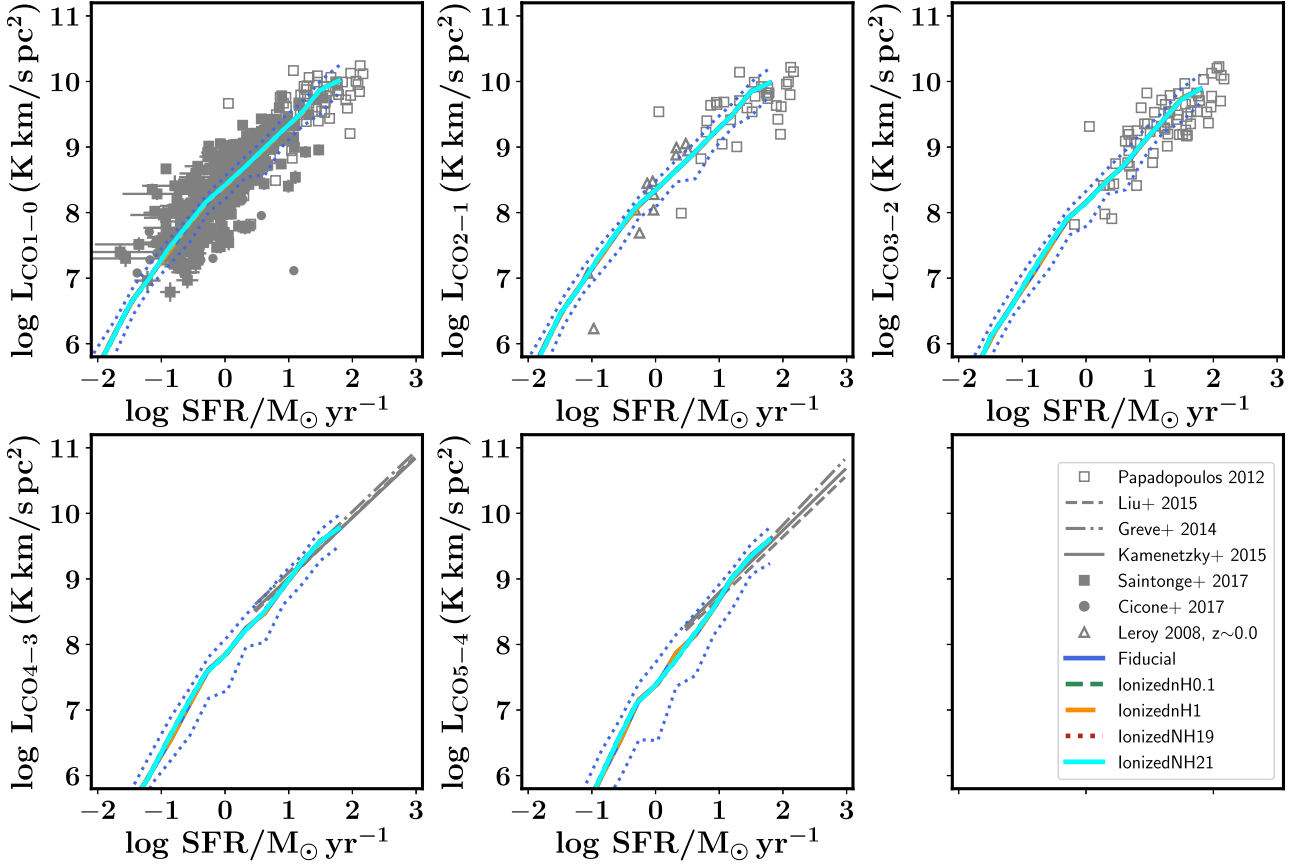 11
10
9
8
7
6
log L_CO1−0 (K km/s pc²)
−2 −1 0 1 2 3
log SFR/M⊙ yr⁻¹
11
10
9
8
7
6
log L_CO2−1 (K km/s pc²)
−2 −1 0 1 2 3
log SFR/M⊙ yr⁻¹
11
10
9
8
7
6
log L_CO3−2 (K km/s pc²)
−2 −1 0 1 2 3
log SFR/M⊙ yr⁻¹
11
10
9
8
7
6
log L_CO4−3 (K km/s pc²)
−2 −1 0 1 2 3
log SFR/M⊙ yr⁻¹
11
10
9
8
7
6
log L_CO5−4 (K km/s pc²)
−2 −1 0 1 2 3
log SFR/M⊙ yr⁻¹
Papadopoulos 2012
Liu+ 2015
Greve+ 2014
Kamenetzky+ 2015
Saintonge+ 2017
Cicone+ 2017
Leroy 2008, z∼0.0
Fiducial
IonizednH0.1
IonizednH1
IonizedNH19
IonizedNH21